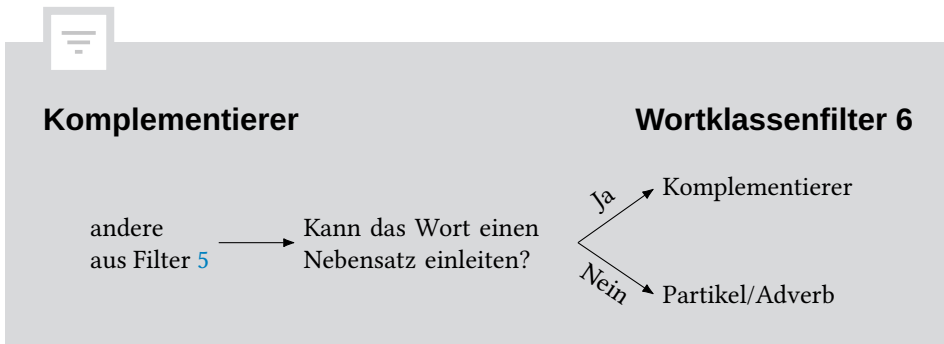 Komplementierer
Wortklassenfilter 6
andere
aus Filter 5
Kann das Wort einen
Nebensatz einleiten?
Ja
Komplementierer
Nein
Partikel/Adverb